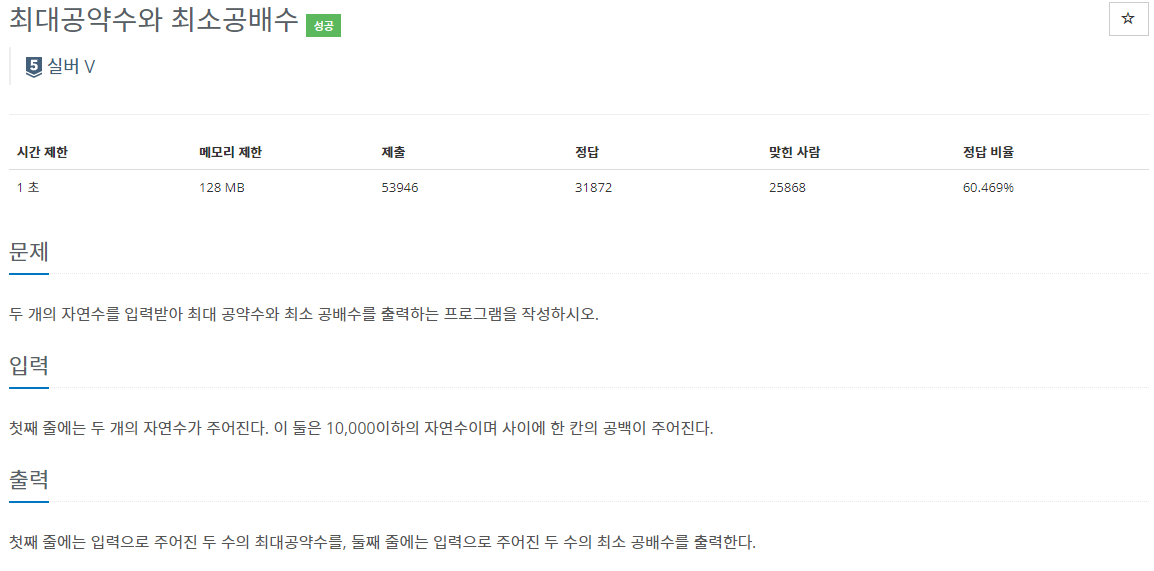 최대공약수와 최소공배수 성공
☆
5 실버 V
시간 제한 메모리 제한 제출 정답 맞힌 사람 정답 비율
1 초 128 MB 53946 31872 25868 60.469%
문제
두 개의 자연수를 입력받아 최대 공약수와 최소 공배수를 출력하는 프로그램을 작성하시오.
입력
첫째 줄에는 두 개의 자연수가 주어진다. 이 둘은 10,000이하의 자연수이며 사이에 한 칸의 공백이 주어진다.
출력
첫째 줄에는 입력으로 주어진 두 수의 최대공약수를, 둘째 줄에는 입력으로 주어진 두 수의 최소 공배수를 출력한다.